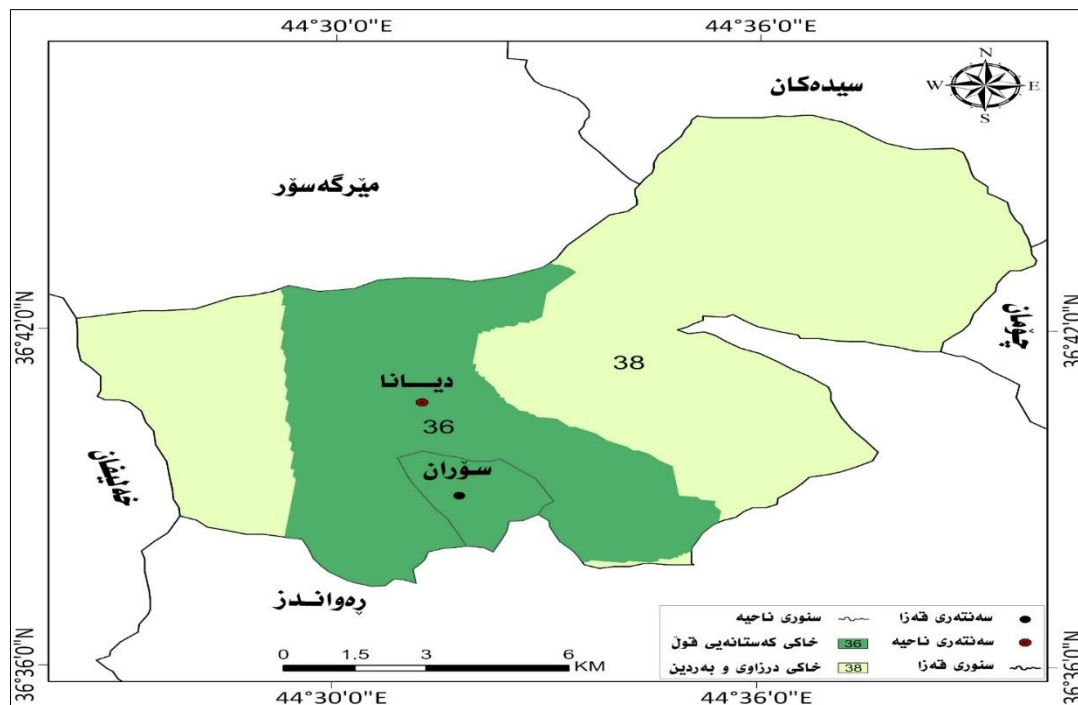 44°30'0"E
44°36'0"E
سیدەکان
N
W E
S
مێرگەسۆر
36°42'0"N
36°42'0"N
چۆمان
38
دیـــانا
36
سـۆران
خەلیفان
ڕەوانـدز
سەنتەری قەزا
سنوری ناحیە
سەنتەری ناحیە
36
خاکی کەستانەیی قوڵ
سنوری قەزا
38
خاکی درزاوی و بەردین
0 1.5 3 6
KM
36°36'0"N
36°36'0"N
44°30'0"E
44°36'0"E